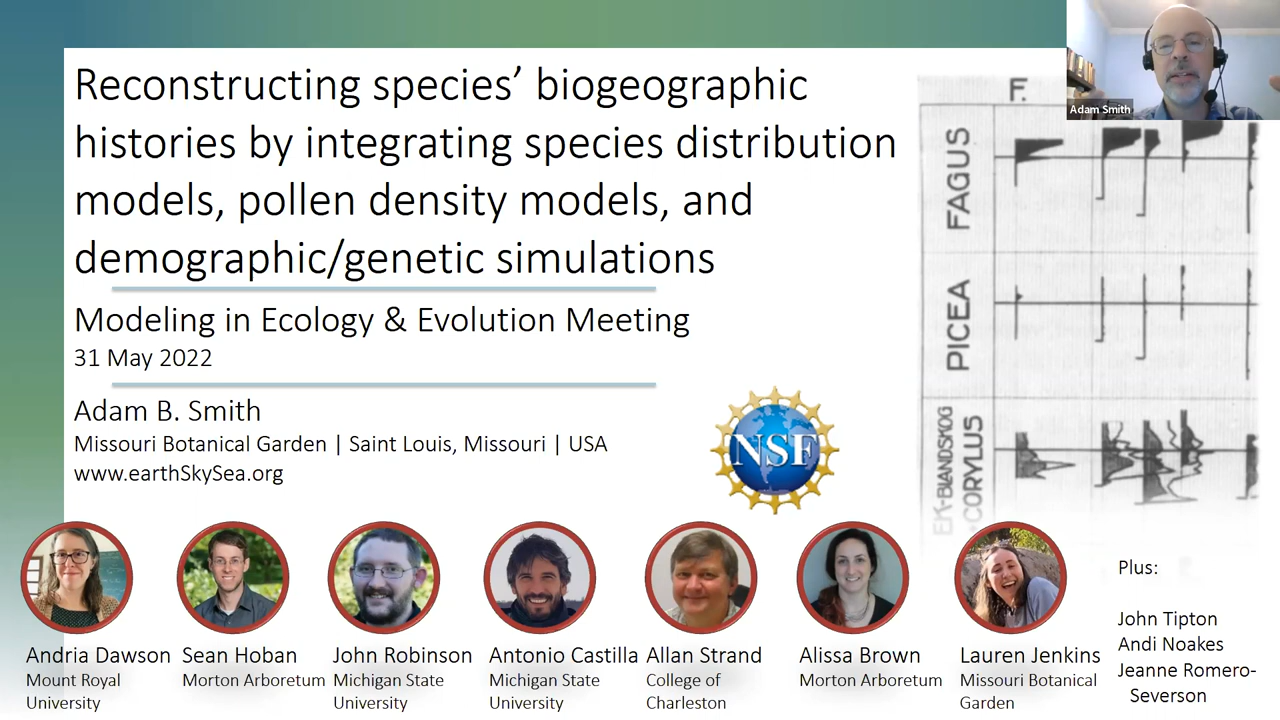 Reconstructing species’ biogeographic
histories by integrating species distribution
models, pollen density models, and
demographic/genetic simulations
Modeling in Ecology & Evolution Meeting
31 May 2022
Adam B. Smith
Missouri Botanical Garden | Saint Louis, Missouri | USA
www.earthSkySea.org
NSF
Adam Smith
F.
FAGUS
PICEA
EK-BLANDSKOG
-CORYLUS
Andria Dawson
Mount Royal
University
Sean Hoban
Morton Arboretum
John Robinson
Michigan State
University
Antonio Castilla
Michigan State
University
Allan Strand
College of
Charleston
Alissa Brown
Morton Arboretum
Lauren Jenkins
Missouri Botanical
Garden
Plus:
John Tipton
Andi Noakes
Jeanne Romero-
Severson